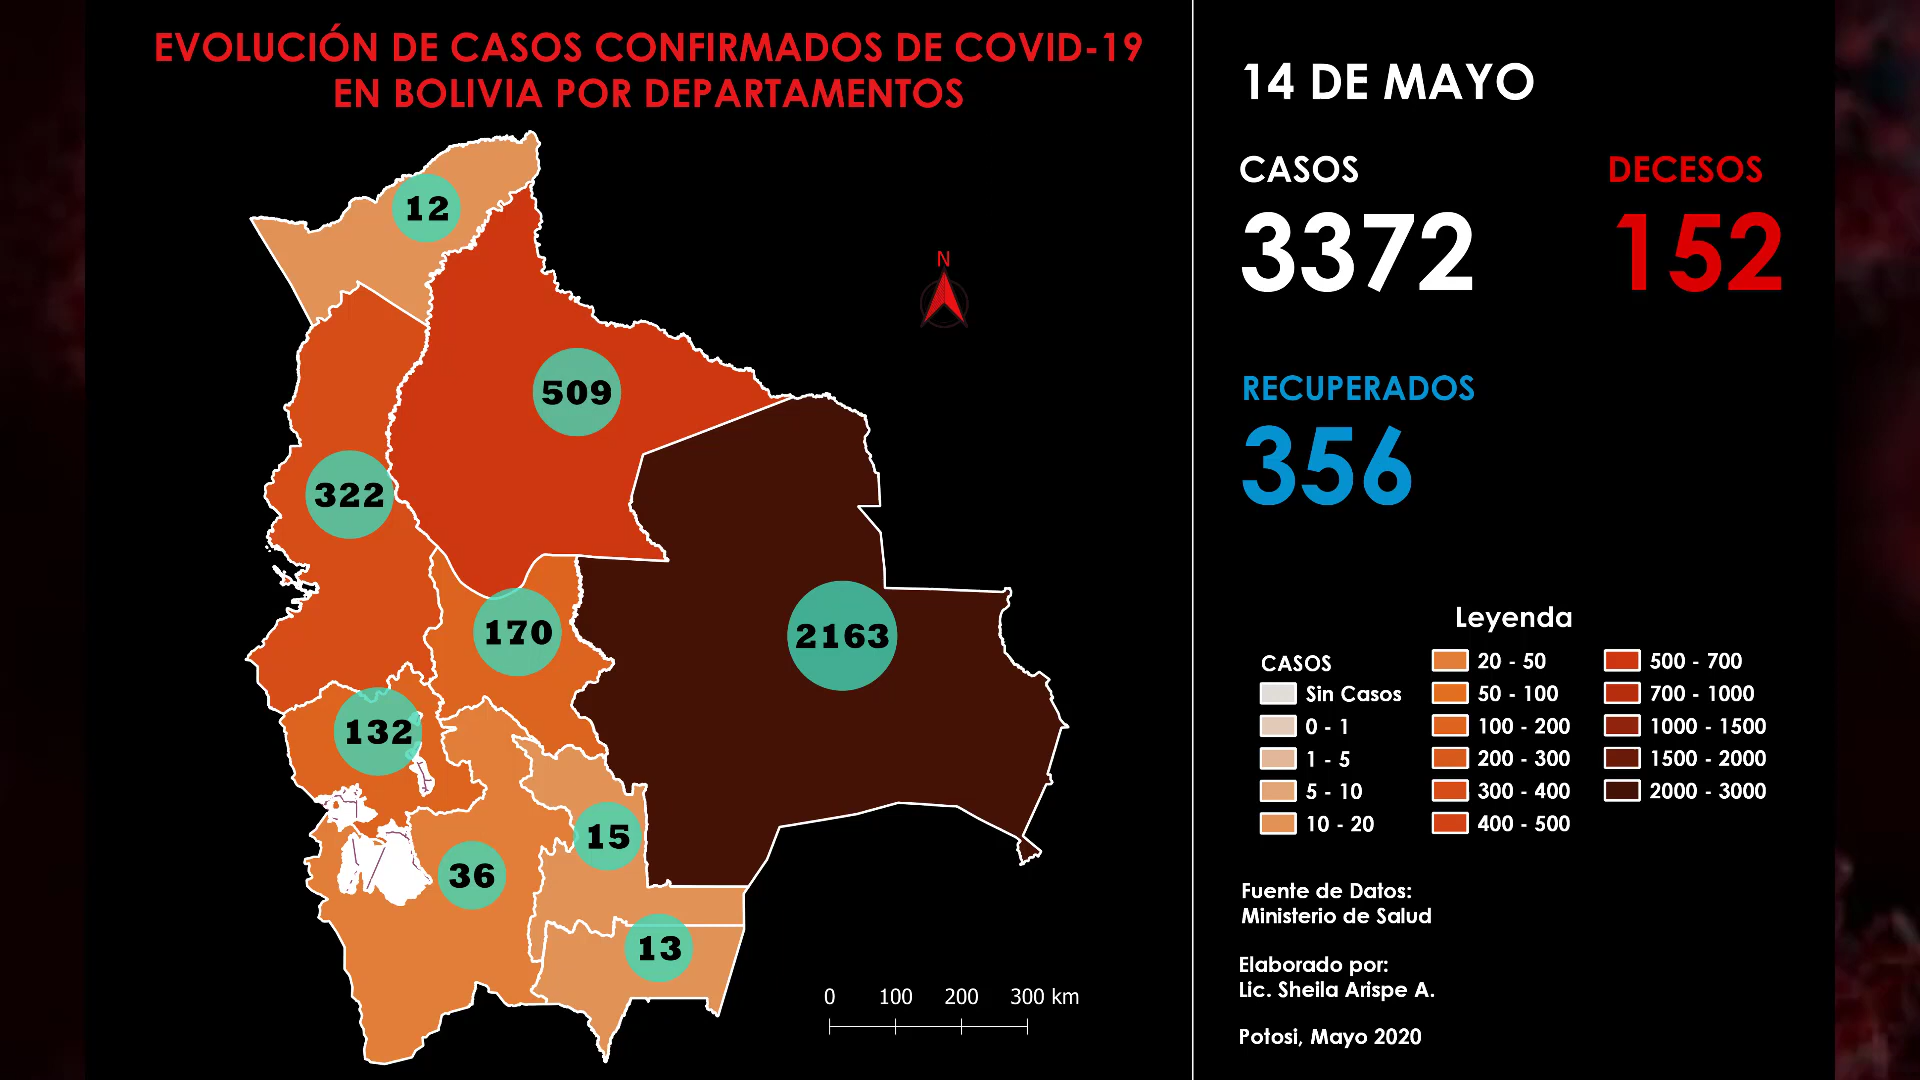 EVOLUCIÓN DE CASOS CONFIRMADOS DE COVID-19
EN BOLIVIA POR DEPARTAMENTOS
12
509
322
170
2163
132
15
36
13
N
0 100 200 300 km
14 DE MAYO
CASOS
3372
DECESOS
152
RECUPERADOS
356
Leyenda
CASOS
Sin Casos
0 - 1
1 - 5
5 - 10
10 - 20
20 - 50
50 - 100
100 - 200
200 - 300
300 - 400
400 - 500
500 - 700
700 - 1000
1000 - 1500
1500 - 2000
2000 - 3000
Fuente de Datos:
Ministerio de Salud
Elaborado por:
Lic. Sheila Arispe A.
Potosi, Mayo 2020